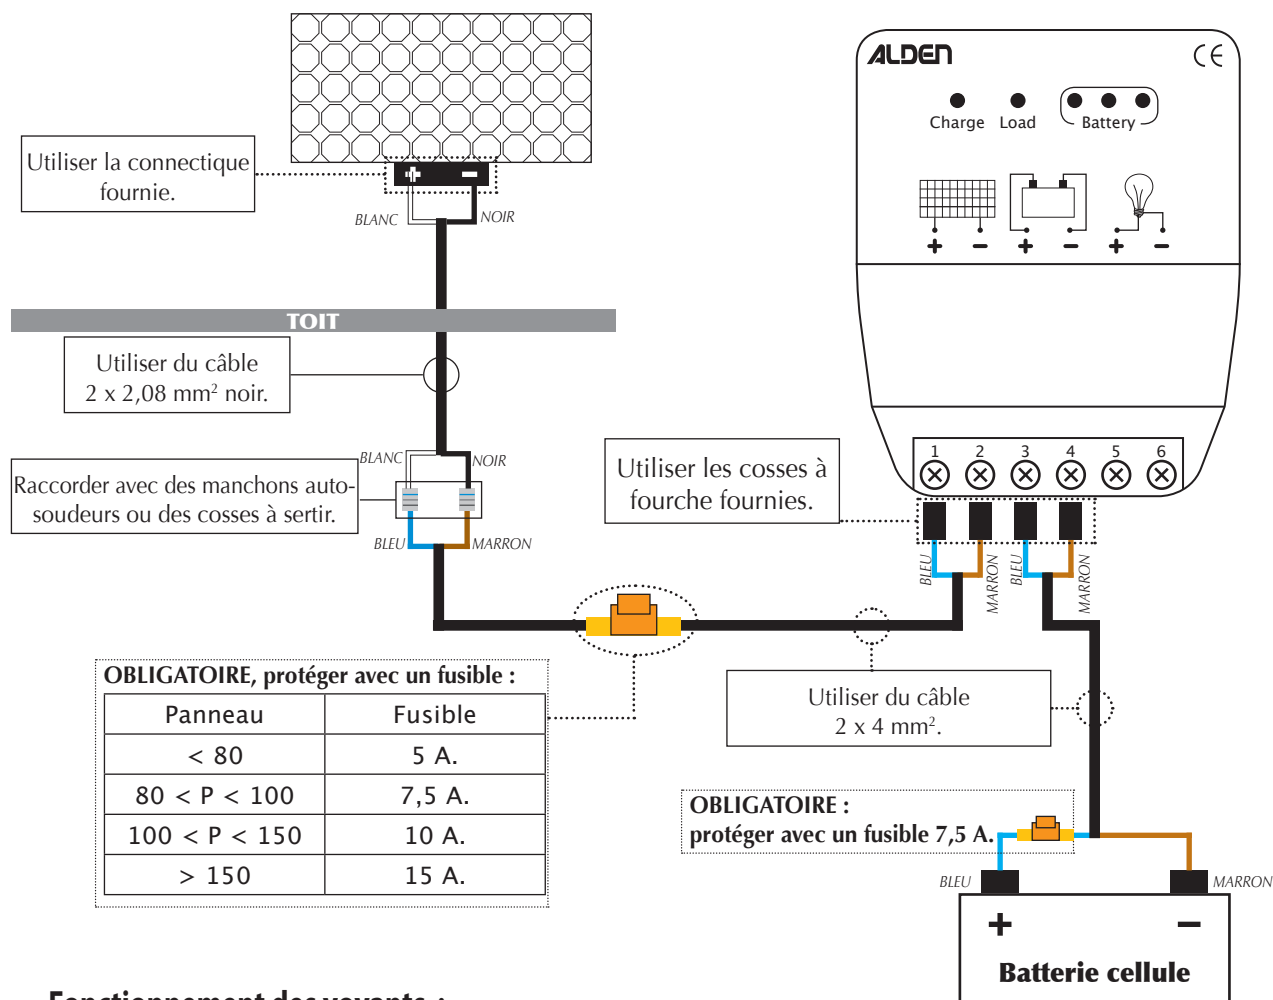 ALDEN
CE
Charge Load Battery
Utiliser la connectique
fournie.
+ −
BLANC NOIR
+ − + − + −
TOIT
Utiliser du câble
2 x 2,08 mm² noir.
BLANC NOIR
Raccorder avec des manchons auto-
soudeurs ou des cosses à sertir.
BLEU MARRON
Utiliser les cosses à
fourche fournies.
1 2 3 4 5 6
BLEU MARRON BLEU MARRON
OBLIGATOIRE, protéger avec un fusible :
Panneau Fusible
< 80 5 A.
80 < P < 100 7,5 A.
100 < P < 150 10 A.
> 150 15 A.
Utiliser du câble
2 x 4 mm².
OBLIGATOIRE :
protéger avec un fusible 7,5 A.
BLEU MARRON
+ −
Batterie cellule
Fonctionnement des voyants :